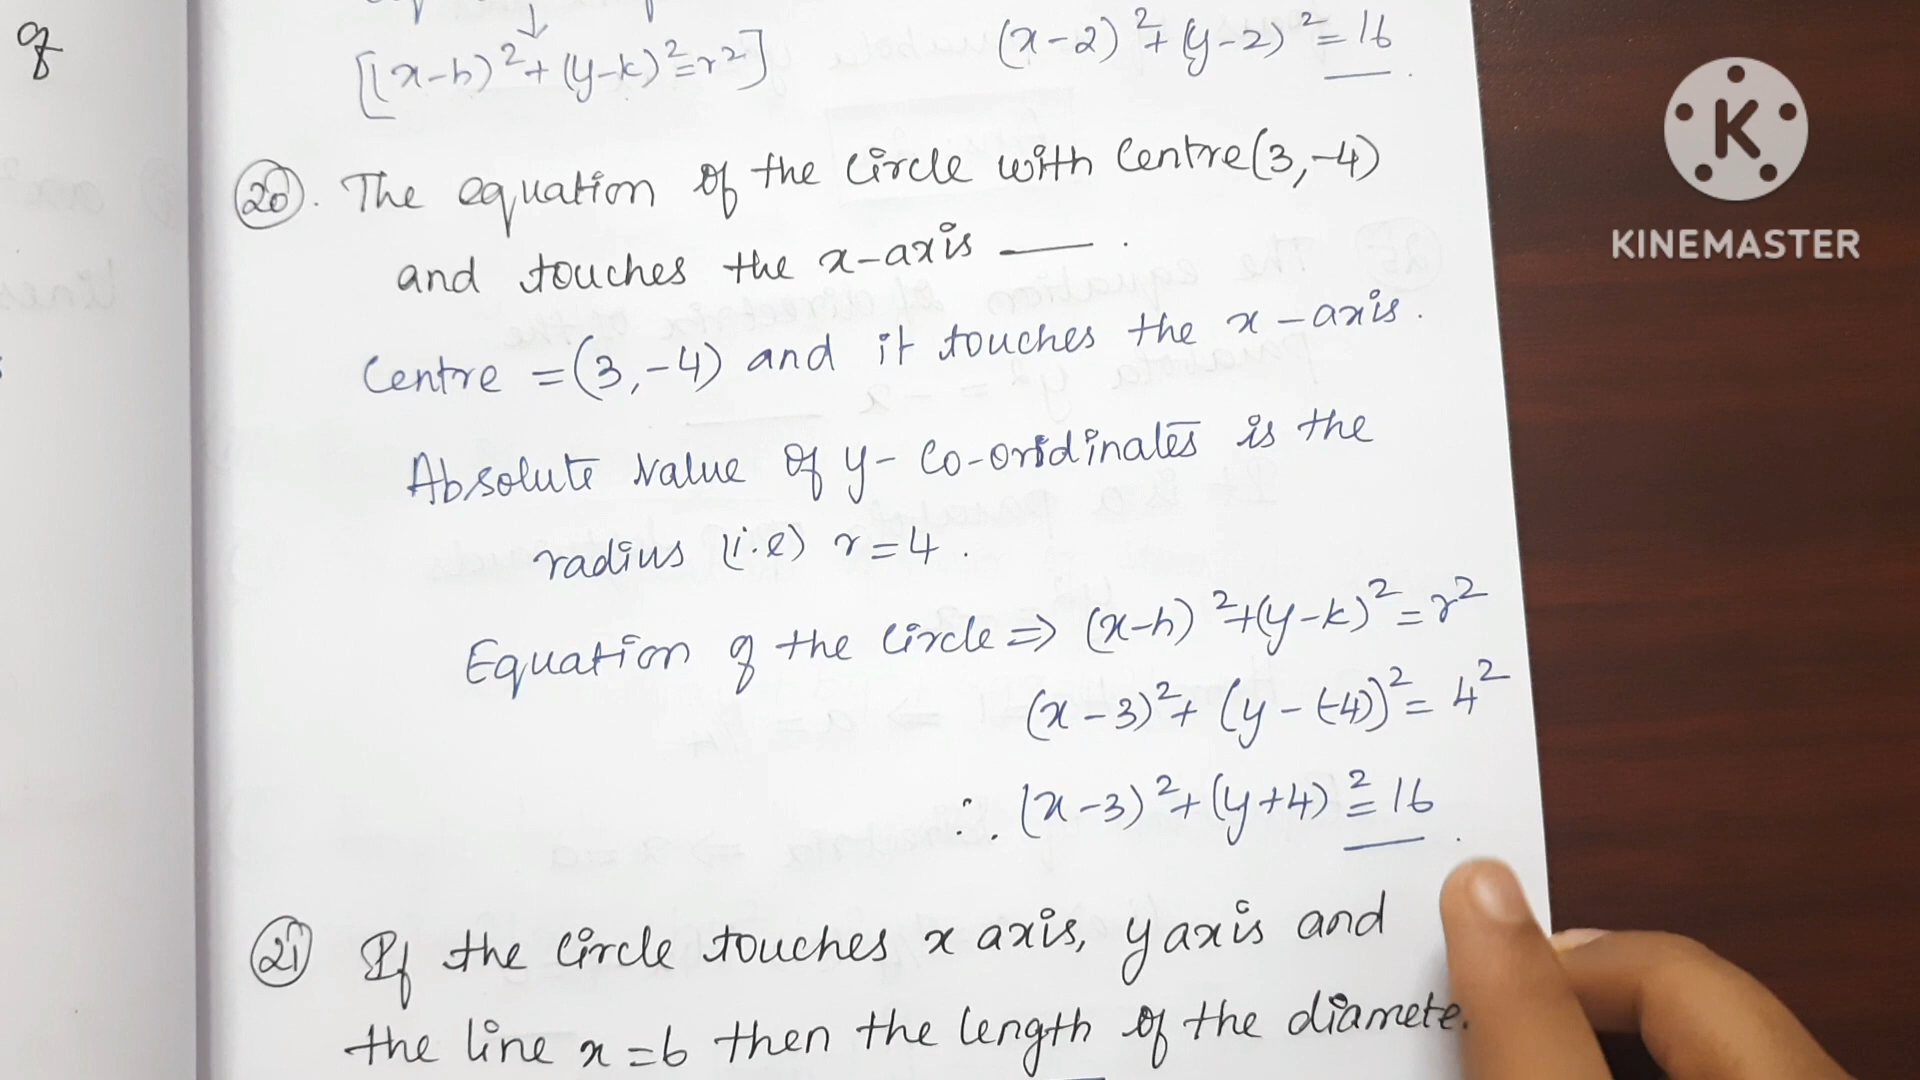 of
[(x-h)²+(y-k)²=r²]
(x-2)²+(y-2)²=16.
20. The equation of the circle with Centre(3,-4)
and touches the x-axis ___.
Centre =(3,-4) and it touches the x-axis.
Absolute value of y-Co-ordinates is the
radius (i.e) r=4.
Equation of the circle ⇒ (x-h)²+(y-k)²=r²
(x-3)²+(y-(-4))²=4²
∴ (x-3)²+(y+4)²=16.
21 If the circle touches x axis, y axis and
the line x=6 then the length of the diamete.
K
KINEMASTER